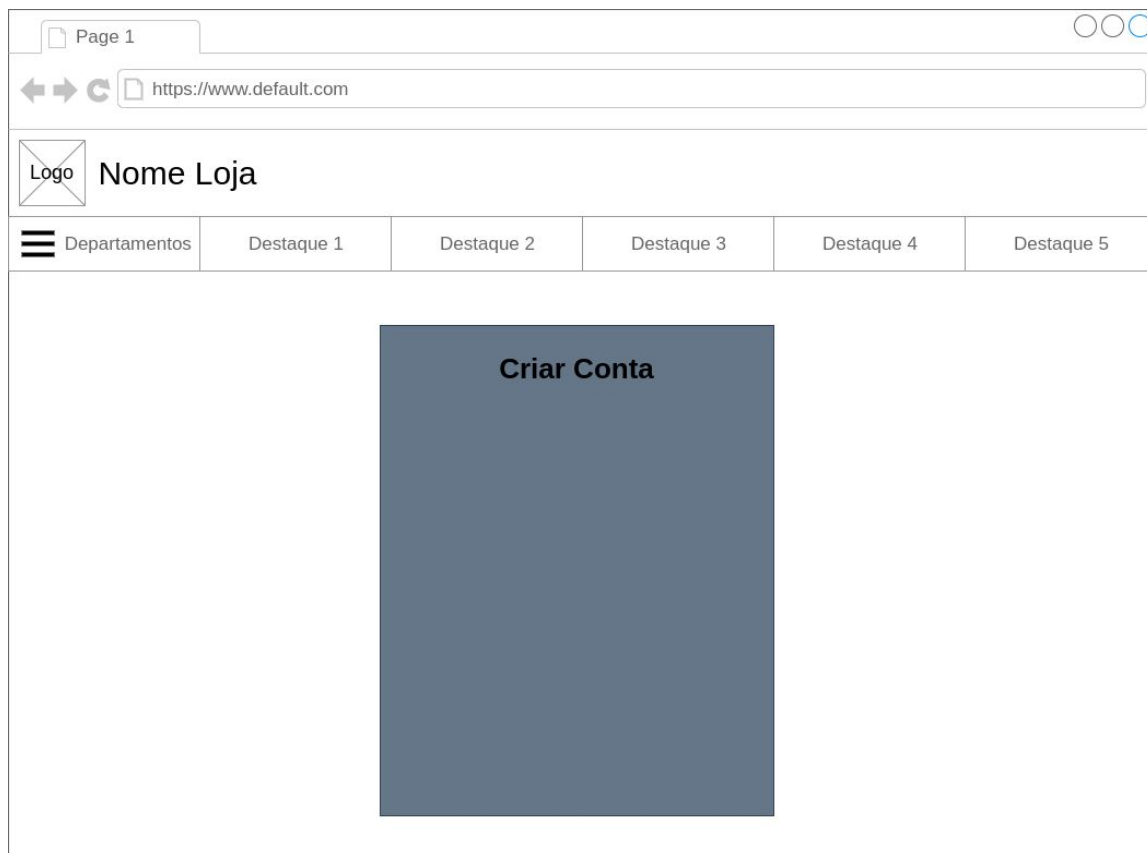 Page 1
https://www.default.com
Logo
Nome Loja
Departamentos
Destaque 1
Destaque 2
Destaque 3
Destaque 4
Destaque 5
Criar Conta